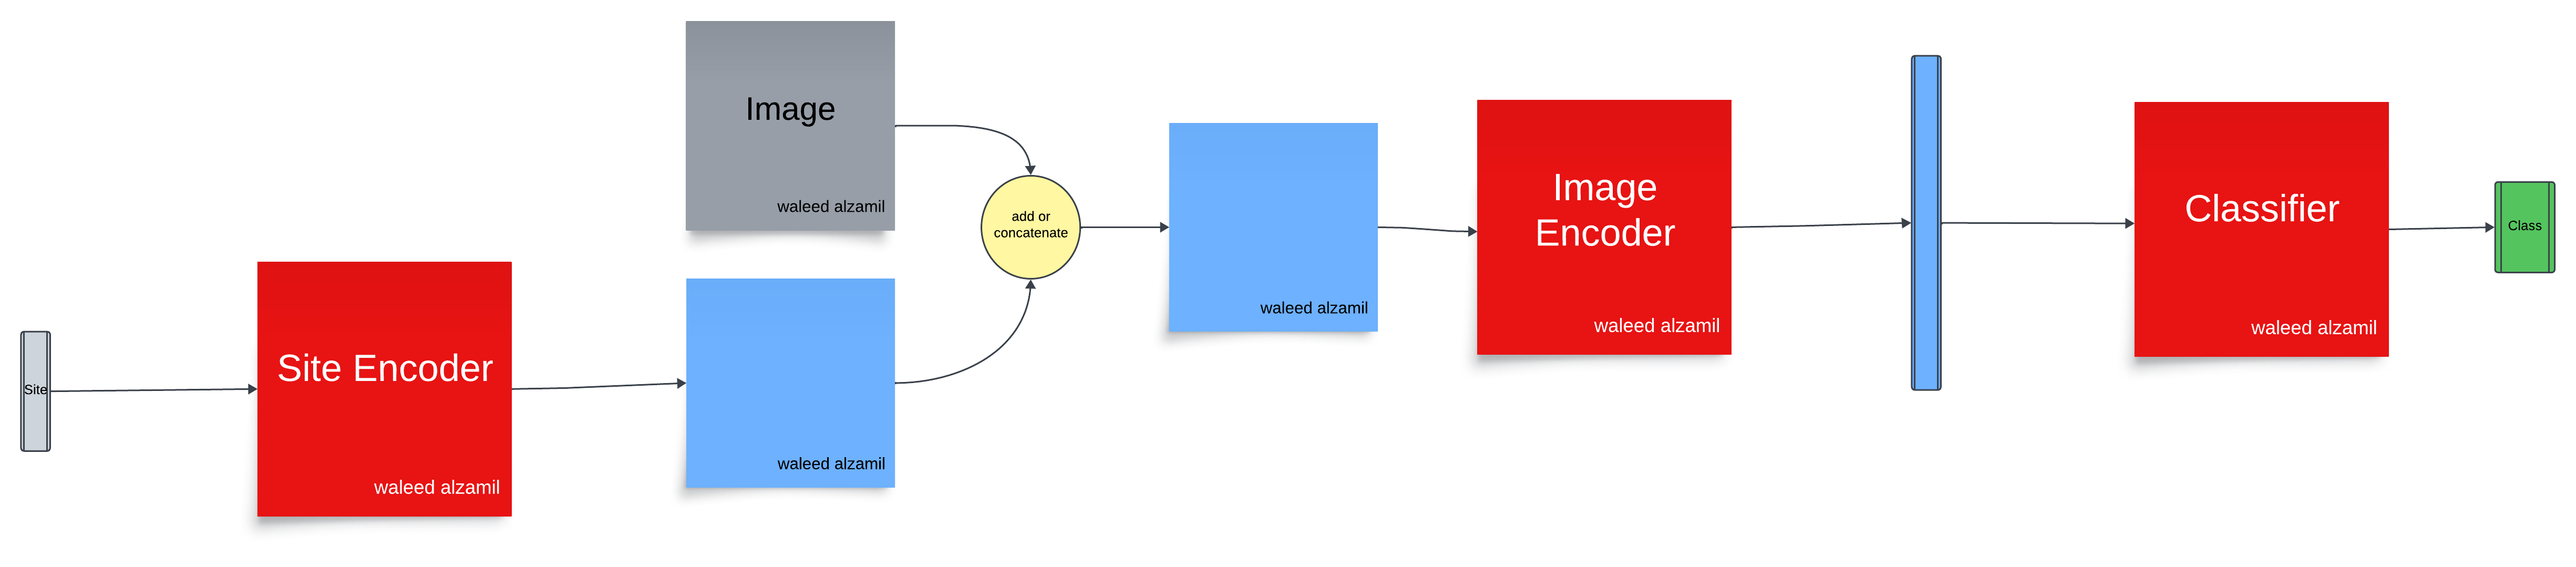 Site
Site Encoder
waleed alzamil
Image
waleed alzamil
waleed alzamil
add or
concatenate
waleed alzamil
Image
Encoder
waleed alzamil
Classifier
waleed alzamil
Class